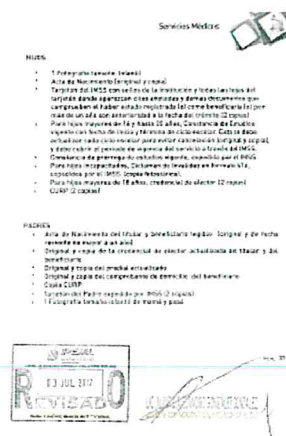 Servicios Médicos
HIJOS
• 1 Fotografía tamaño infantil
• Acta de Nacimiento (original y copia)
• Tarjetón del IMSS con sellos de la institución y todas las hojas del
tarjetón donde aparezcan citas anotadas y demás documentos que
comprueben el haber estado registrado (a) como beneficiario (a) por
más de un año con anterioridad a la fecha del trámite (2 copias)
• Para hijos mayores de 16 y hasta 25 años, Constancia de Estudios
vigente con fecha de inicio y término de ciclo escolar. Esta se debe
actualizar cada ciclo escolar para evitar cancelación (original y copia),
y debe cubrir el periodo de vigencia del servicio a través del IMSS.
• Constancia de prórroga de estudios vigente, expedida por el IMSS
• Para hijos incapacitados, Dictamen de Invalidez en formato
expedidas por el IMSS (copia fotostática).
• Para hijos mayores de 18 años, credencial de elector (2 copias)
• CURP (2 copias)
PADRES
• Acta de Nacimiento del titular y beneficiario legible (original y de fecha
reciente no mayor a un año)
• Original y copia de la credencial de elector actualizada de titular y del
beneficiario
• Original y copia del predial actualizado
• Original y copia del comprobante de domicilio del beneficiario
• Copia CURP
• Tarjetón del Padre expedido por IMSS (2 copias)
• 1 Fotografía tamaño infantil de mamá y papá
03 JUL 2017
REVISADO